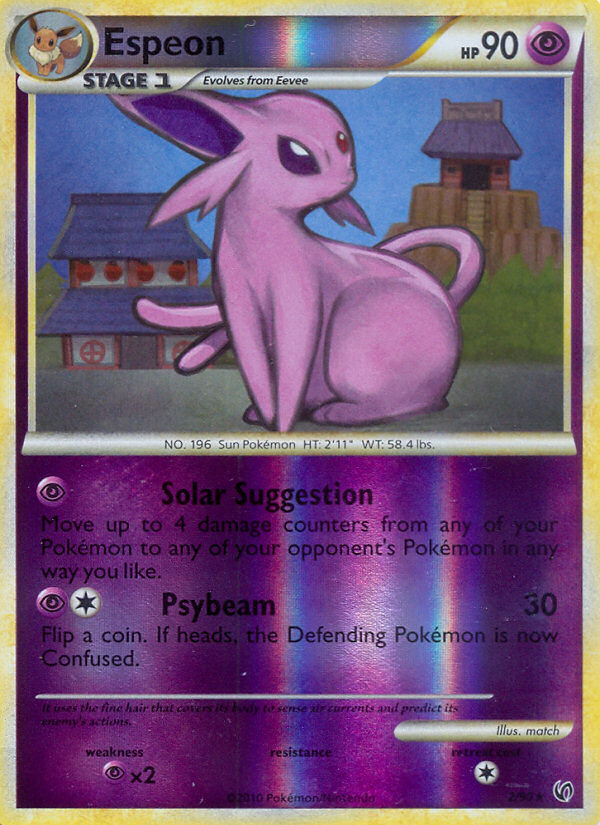 Espeon
HP 90
STAGE 1 Evolves from Eevee
NO. 196 Sun Pokémon HT: 2'11" WT: 58.4 lbs.
Solar Suggestion
Move up to 4 damage counters from any of your
Pokémon to any of your opponent's Pokémon in any
way you like.
Psybeam 30
Flip a coin. If heads, the Defending Pokémon is now
Confused.
It uses the fine hair that covers its body to sense air currents and predict its
enemy's actions.
Illus. match
weakness resistance retreat cost
x2
©2010 Pokémon/Nintendo 2/90 ★